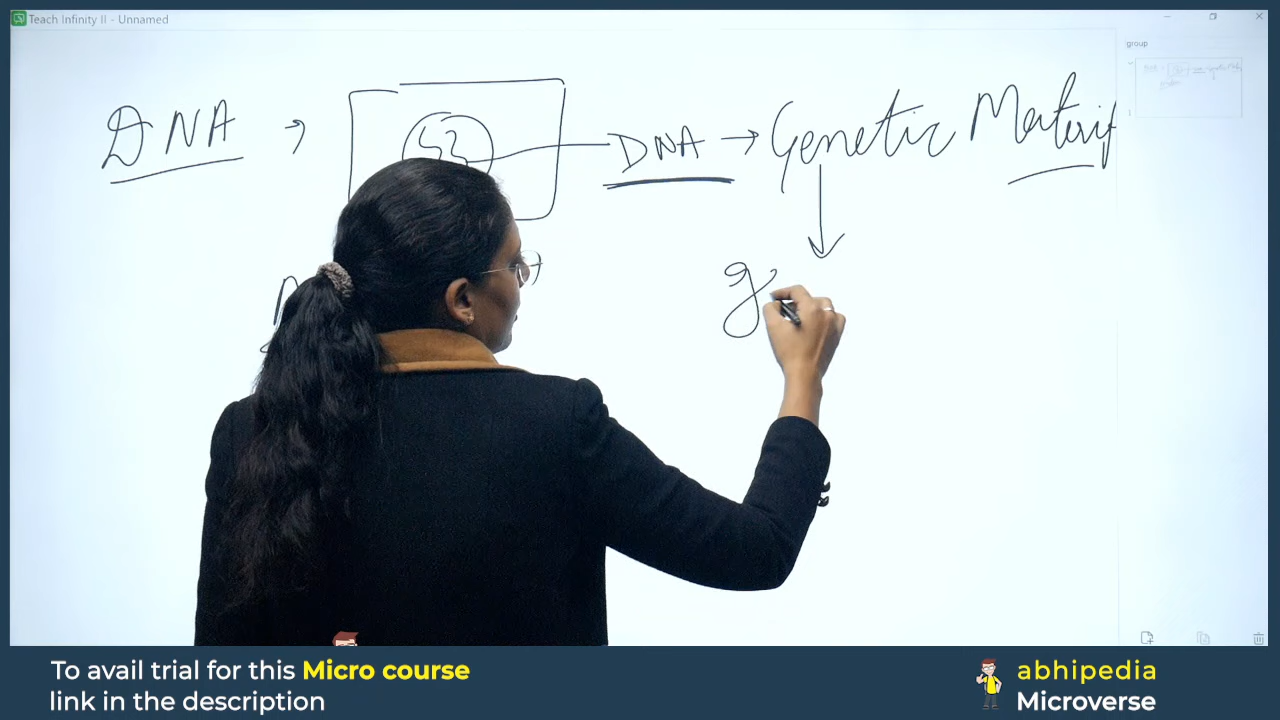 Teach Infinity II - Unnamed
group
DNA → DNA → Genetic Material
g
To avail trial for this Micro course
link in the description
abhipedia
Microverse